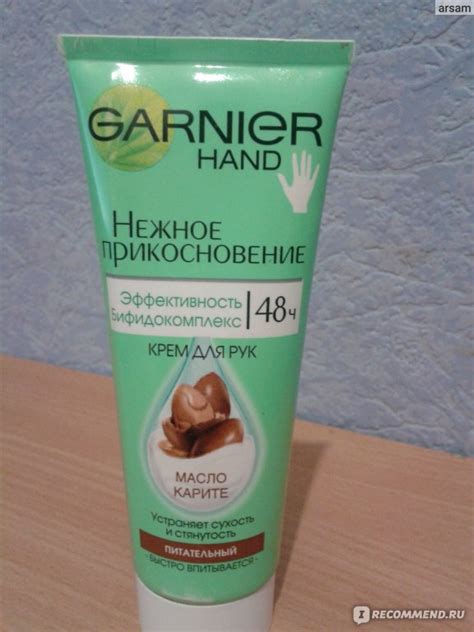 arsam
GARNIER
HAND
НЕЖНОЕ
ПРИКОСНОВЕНИЕ
Эффективность
Бифидокомплекс
48ч
КРЕМ ДЛЯ РУК
МАСЛО
КАРИТЕ
Устраняет сухость
и стянутость
ПИТАТЕЛЬНЫЙ
-БЫСТРО ВПИТЫВАЕТСЯ-
I RECOMMEND.RU